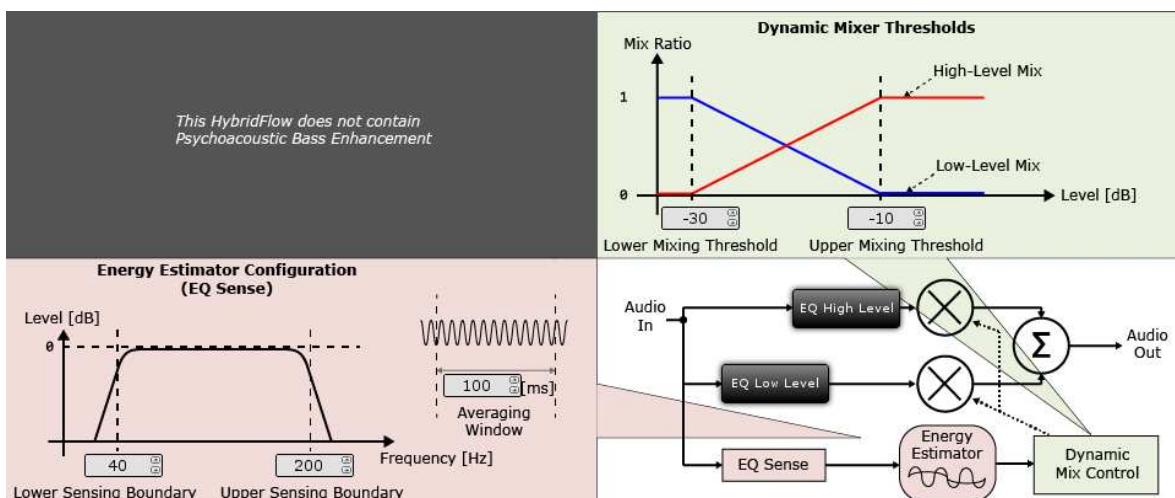 This HybridFlow does not contain
Psychoacoustic Bass Enhancement
Dynamic Mixer Thresholds
Mix Ratio
High-Level Mix
1
Low-Level Mix
0
Level [dB]
-30
-10
Lower Mixing Threshold
Upper Mixing Threshold
Energy Estimator Configuration
(EQ Sense)
Level [dB]
0
100
[ms]
Averaging
Window
Frequency [Hz]
40
200
Lower Sensing Boundary
Upper Sensing Boundary
Audio
In
EQ High Level
Σ
Audio
Out
EQ Low Level
EQ Sense
Energy
Estimator
Dynamic
Mix Control